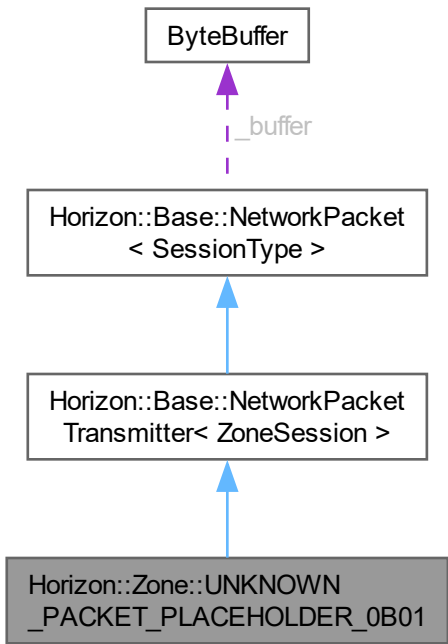 ByteBuffer
_buffer
Horizon::Base::NetworkPacket
< SessionType >
Horizon::Base::NetworkPacket
Transmitter< ZoneSession >
Horizon::Zone::UNKNOWN
_PACKET_PLACEHOLDER_0B01